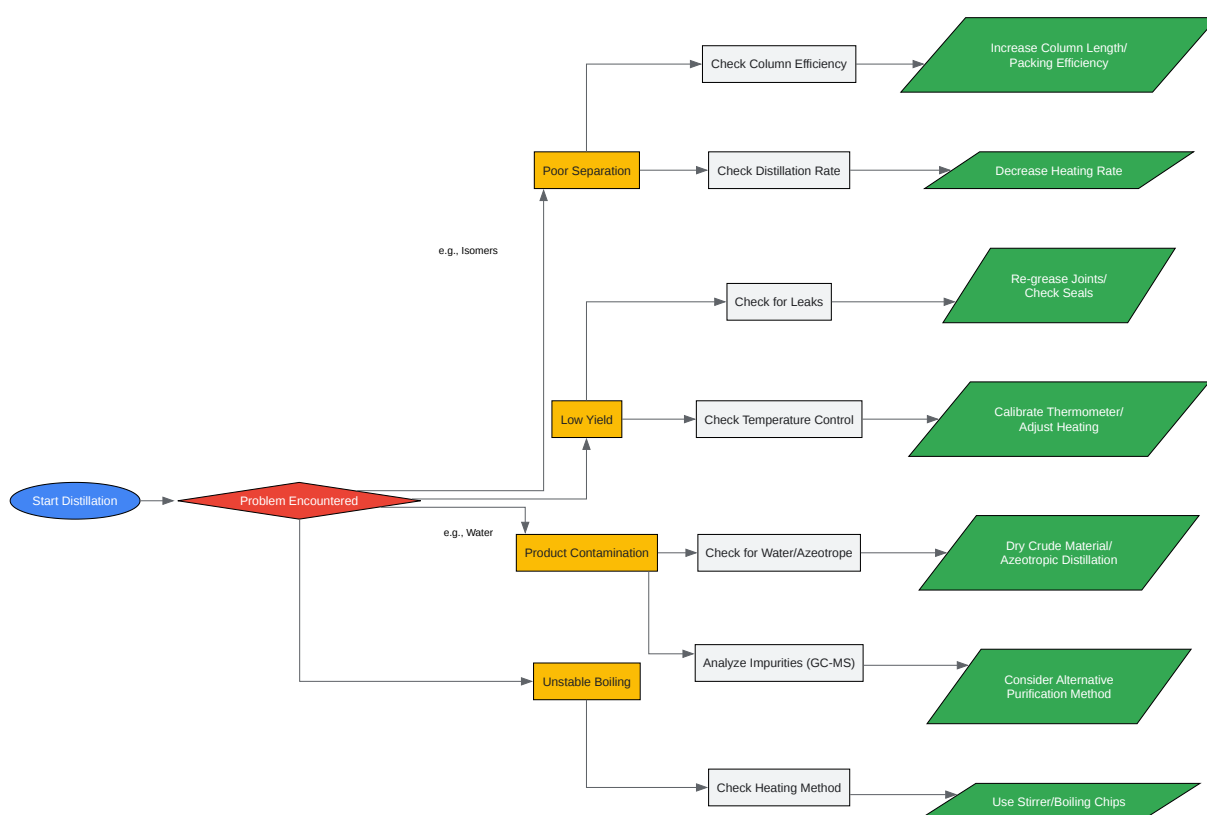 Start Distillation
Problem Encountered
e.g., Isomers
Poor Separation
Check Column Efficiency
Increase Column Length/
Packing Efficiency
Check Distillation Rate
Decrease Heating Rate
Low Yield
Check for Leaks
Re-grease Joints/
Check Seals
Check Temperature Control
Calibrate Thermometer/
Adjust Heating
e.g., Water
Product Contamination
Check for Water/Azeotrope
Dry Crude Material/
Azeotropic Distillation
Analyze Impurities (GC-MS)
Consider Alternative
Purification Method
Unstable Boiling
Check Heating Method
Use Stirrer/Boiling Chips